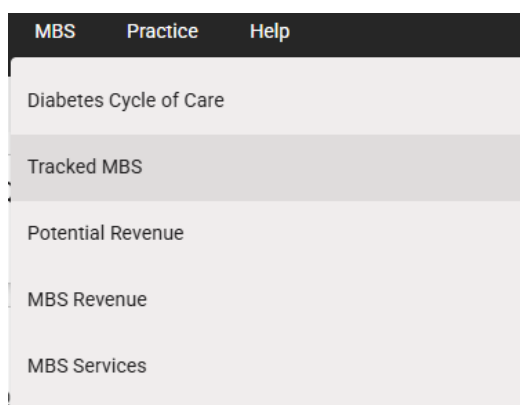 MBS Practice Help
Diabetes Cycle of Care
Tracked MBS
Potential Revenue
MBS Revenue
MBS Services